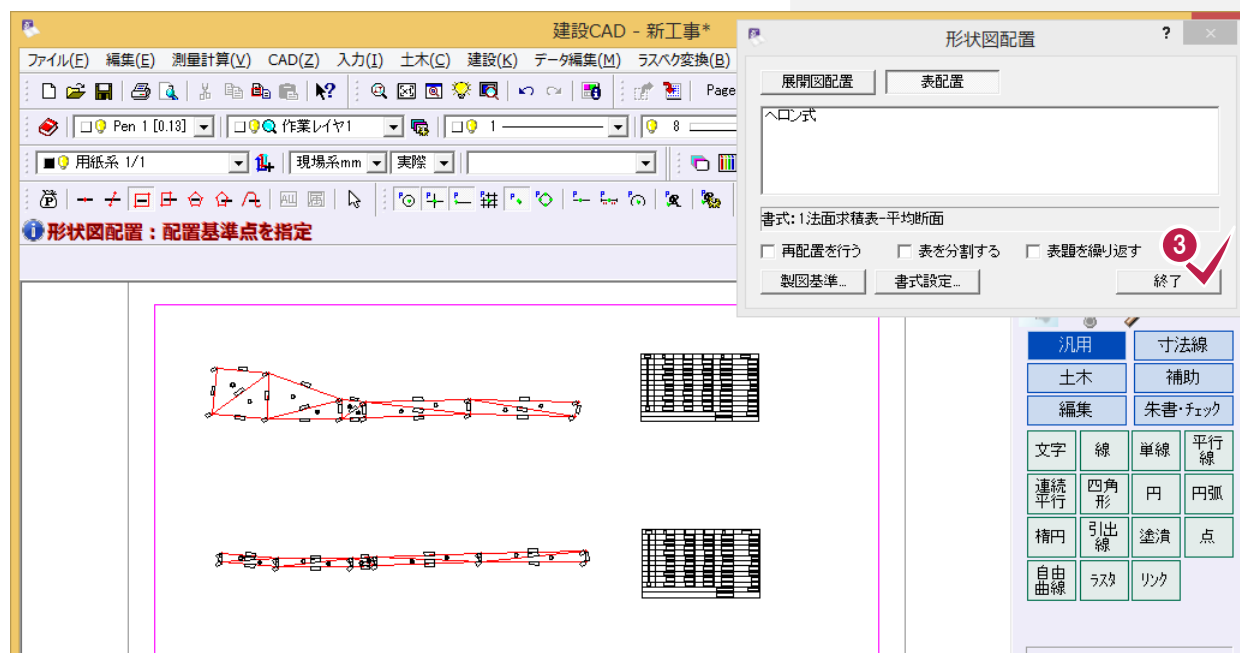 建設CAD - 新工事*
ファイル(F) 編集(E) 測量計算(V) CAD(Z) 入力(I) 土木(C) 建設(K) データ編集(M) ラスベク変換(B)
Page
Pen 1 [0.13] 作業レイヤ1 1 8
用紙系 1/1 現場系mm 実際
ALL
形状図配置：配置基準点を指定
形状図配置 ?
展開図配置 表配置
ヘロン式
書式: 1法面求積表-平均断面
再配置を行う 表を分割する 表題を繰り返す
3
製図基準... 書式設定... 終了
汎用 寸法線
土木 補助
編集 朱書・チェック
文字 線 単線 平行線
連続平行 四角形 円 円弧
楕円 引出線 塗潰 点
自由曲線 ラスタ リンク